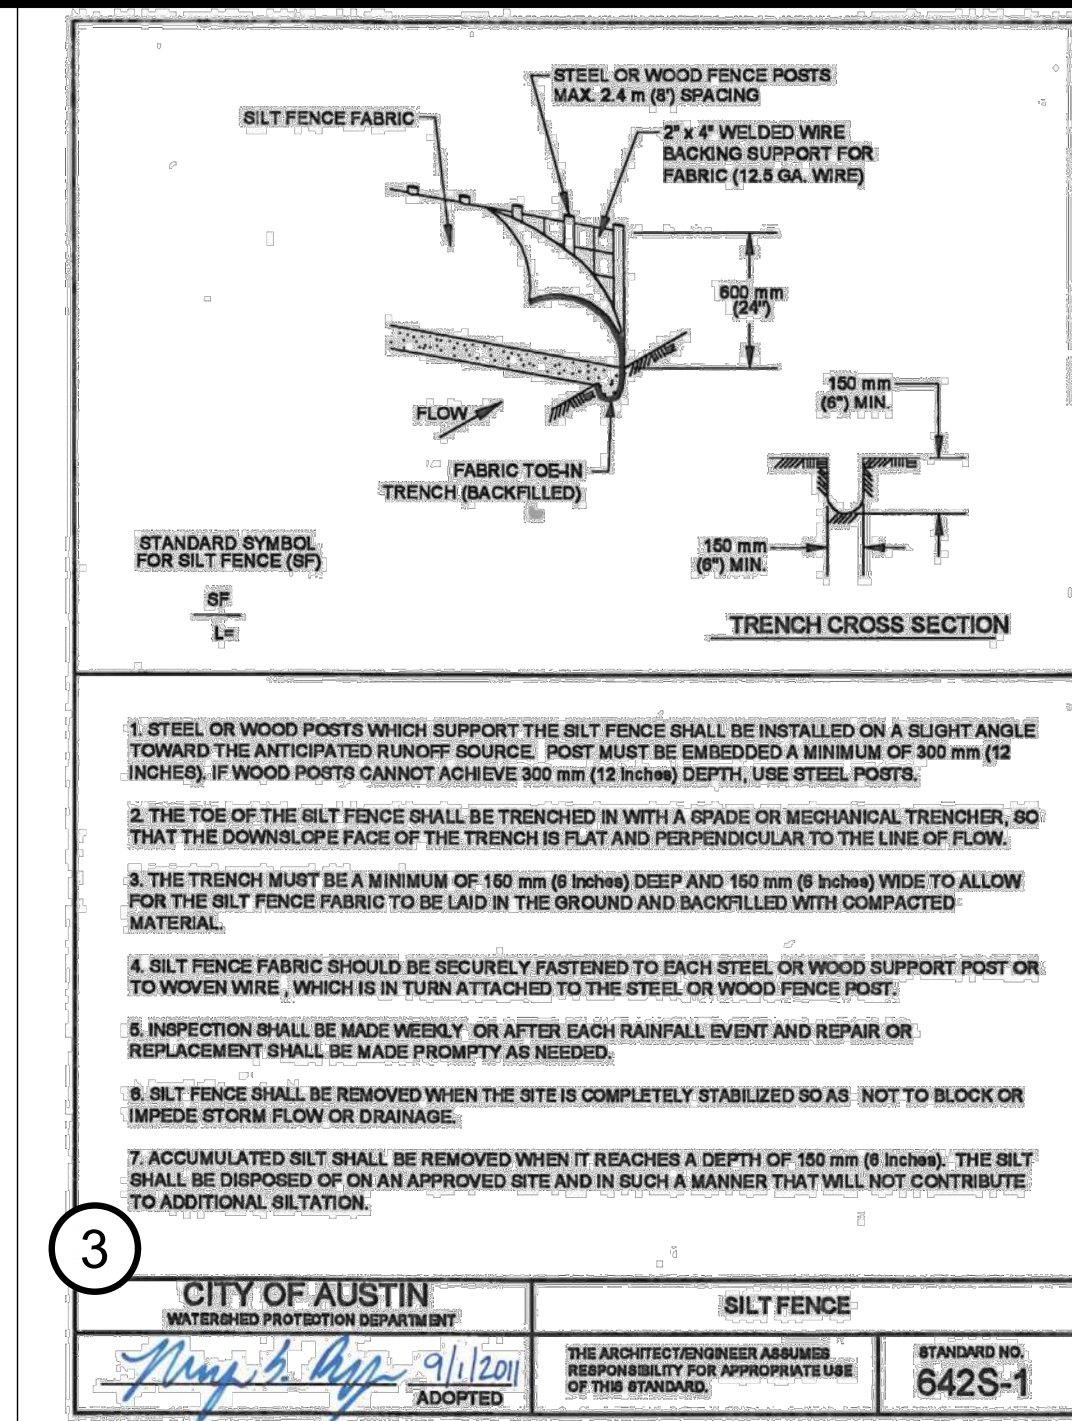 STEEL OR WOOD FENCE POSTS
MAX. 2.4 m (8') SPACING
SILT FENCE FABRIC
2" x 4" WELDED WIRE
BACKING SUPPORT FOR
FABRIC (12.5 GA. WIRE)
600 mm
(24")
150 mm
(6") MIN.
FLOW
FABRIC TOE-IN
TRENCH (BACKFILLED)
STANDARD SYMBOL
FOR SILT FENCE (SF)
150 mm
(6") MIN.
SF
L=
TRENCH CROSS SECTION
1. STEEL OR WOOD POSTS WHICH SUPPORT THE SILT FENCE SHALL BE INSTALLED ON A SLIGHT ANGLE
TOWARD THE ANTICIPATED RUNOFF SOURCE. POST MUST BE EMBEDDED A MINIMUM OF 300 mm (12
INCHES). IF WOOD POSTS CANNOT ACHIEVE 300 mm (12 inches) DEPTH, USE STEEL POSTS.
2. THE TOE OF THE SILT FENCE SHALL BE TRENCHED IN WITH A SPADE OR MECHANICAL TRENCHER, SO
THAT THE DOWNSLOPE FACE OF THE TRENCH IS FLAT AND PERPENDICULAR TO THE LINE OF FLOW.
3. THE TRENCH MUST BE A MINIMUM OF 150 mm (6 inches) DEEP AND 150 mm (6 inches) WIDE TO ALLOW
FOR THE SILT FENCE FABRIC TO BE LAID IN THE GROUND AND BACKFILLED WITH COMPACTED
MATERIAL.
4. SILT FENCE FABRIC SHOULD BE SECURELY FASTENED TO EACH STEEL OR WOOD SUPPORT POST OR
TO WOVEN WIRE , WHICH IS IN TURN ATTACHED TO THE STEEL OR WOOD FENCE POST.
5. INSPECTION SHALL BE MADE WEEKLY OR AFTER EACH RAINFALL EVENT AND REPAIR OR
REPLACEMENT SHALL BE MADE PROMPTY AS NEEDED.
6. SILT FENCE SHALL BE REMOVED WHEN THE SITE IS COMPLETELY STABILIZED SO AS NOT TO BLOCK OR
IMPEDE STORM FLOW OR DRAINAGE.
7. ACCUMULATED SILT SHALL BE REMOVED WHEN IT REACHES A DEPTH OF 150 mm (6 inches). THE SILT
SHALL BE DISPOSED OF ON AN APPROVED SITE AND IN SUCH A MANNER THAT WILL NOT CONTRIBUTE
TO ADDITIONAL SILTATION.
3
CITY OF AUSTIN
WATERSHED PROTECTION DEPARTMENT
SILT FENCE
9/1/2011
ADOPTED
THE ARCHITECT/ENGINEER ASSUMES
RESPONSIBILITY FOR APPROPRIATE USE
OF THIS STANDARD.
STANDARD NO.
642S-1